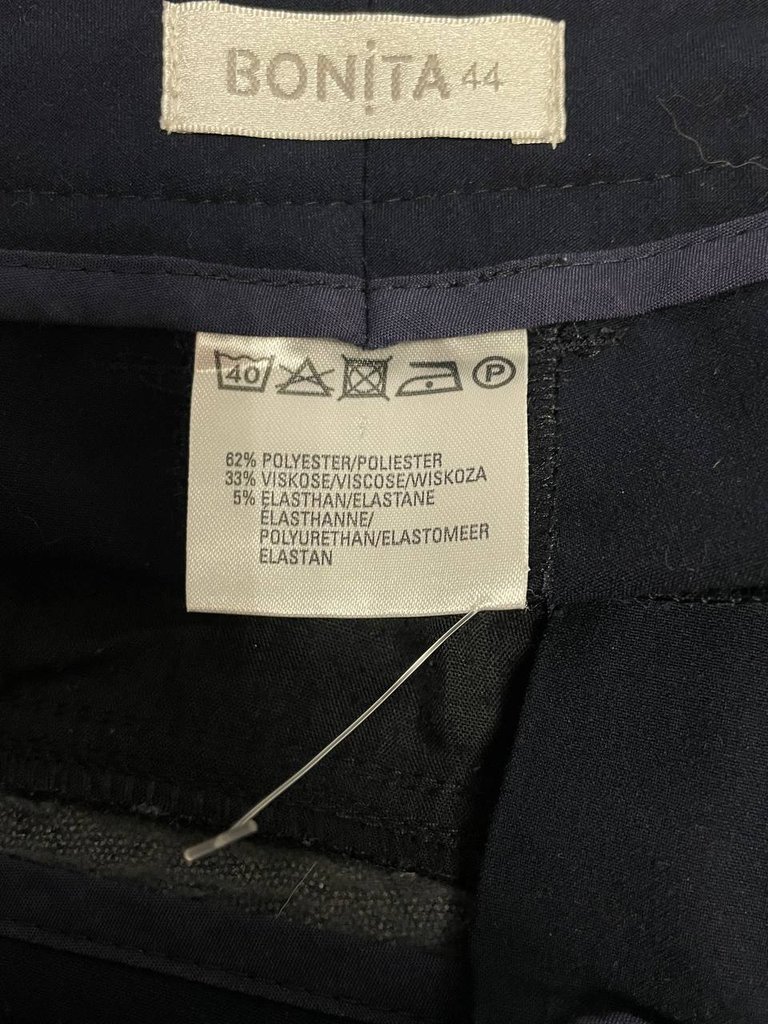 BONiTA 44
40 P
62% POLYESTER/POLIESTER
33% VISKOSE/VISCOSE/WISKOZA
5% ELASTHAN/ELASTANE
ÉLASTHANNE/
POLYURETHAN/ELASTOMEER
ELASTAN